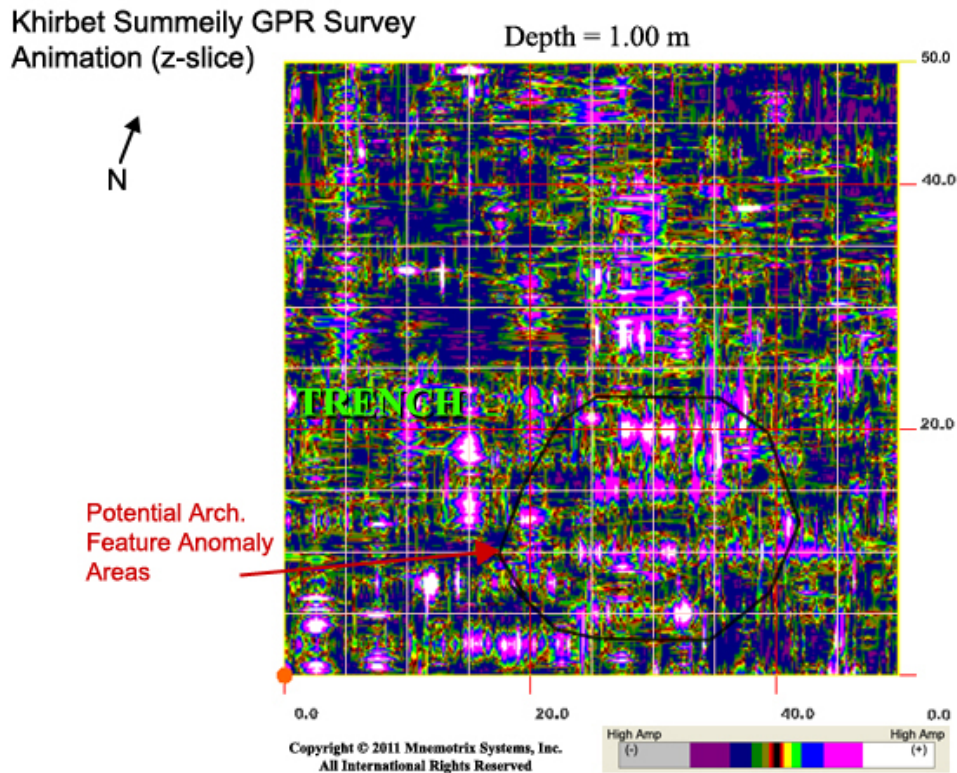 Khirbet Summeily GPR Survey
Animation (z-slice)
Depth = 1.00 m
50.0
N
40.0
TRENCH
20.0
Potential Arch.
Feature Anomaly
Areas
0.0
20.0
40.0
0.0
High Amp
High Amp
(-)
(+)
Copyright © 2011 Mnemotrix Systems, Inc.
All International Rights Reserved